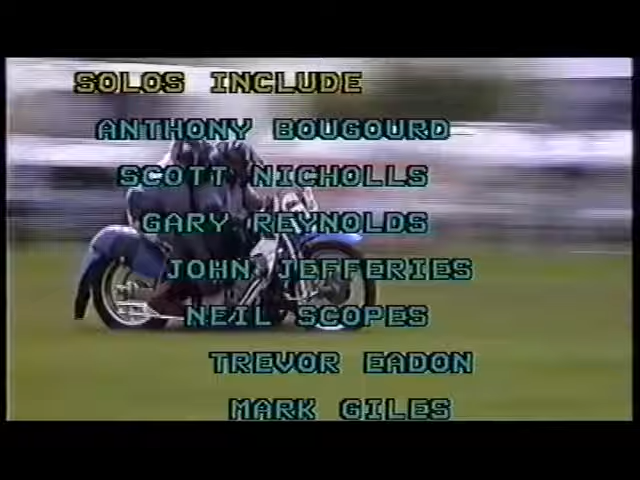 SOLOS INCLUDE
ANTHONY BOUGOURD
SCOTT NICHOLLS
GARY REYNOLDS
JOHN JEFFERIES
NEIL SCOPES
TREVOR EADON
MARK GILES